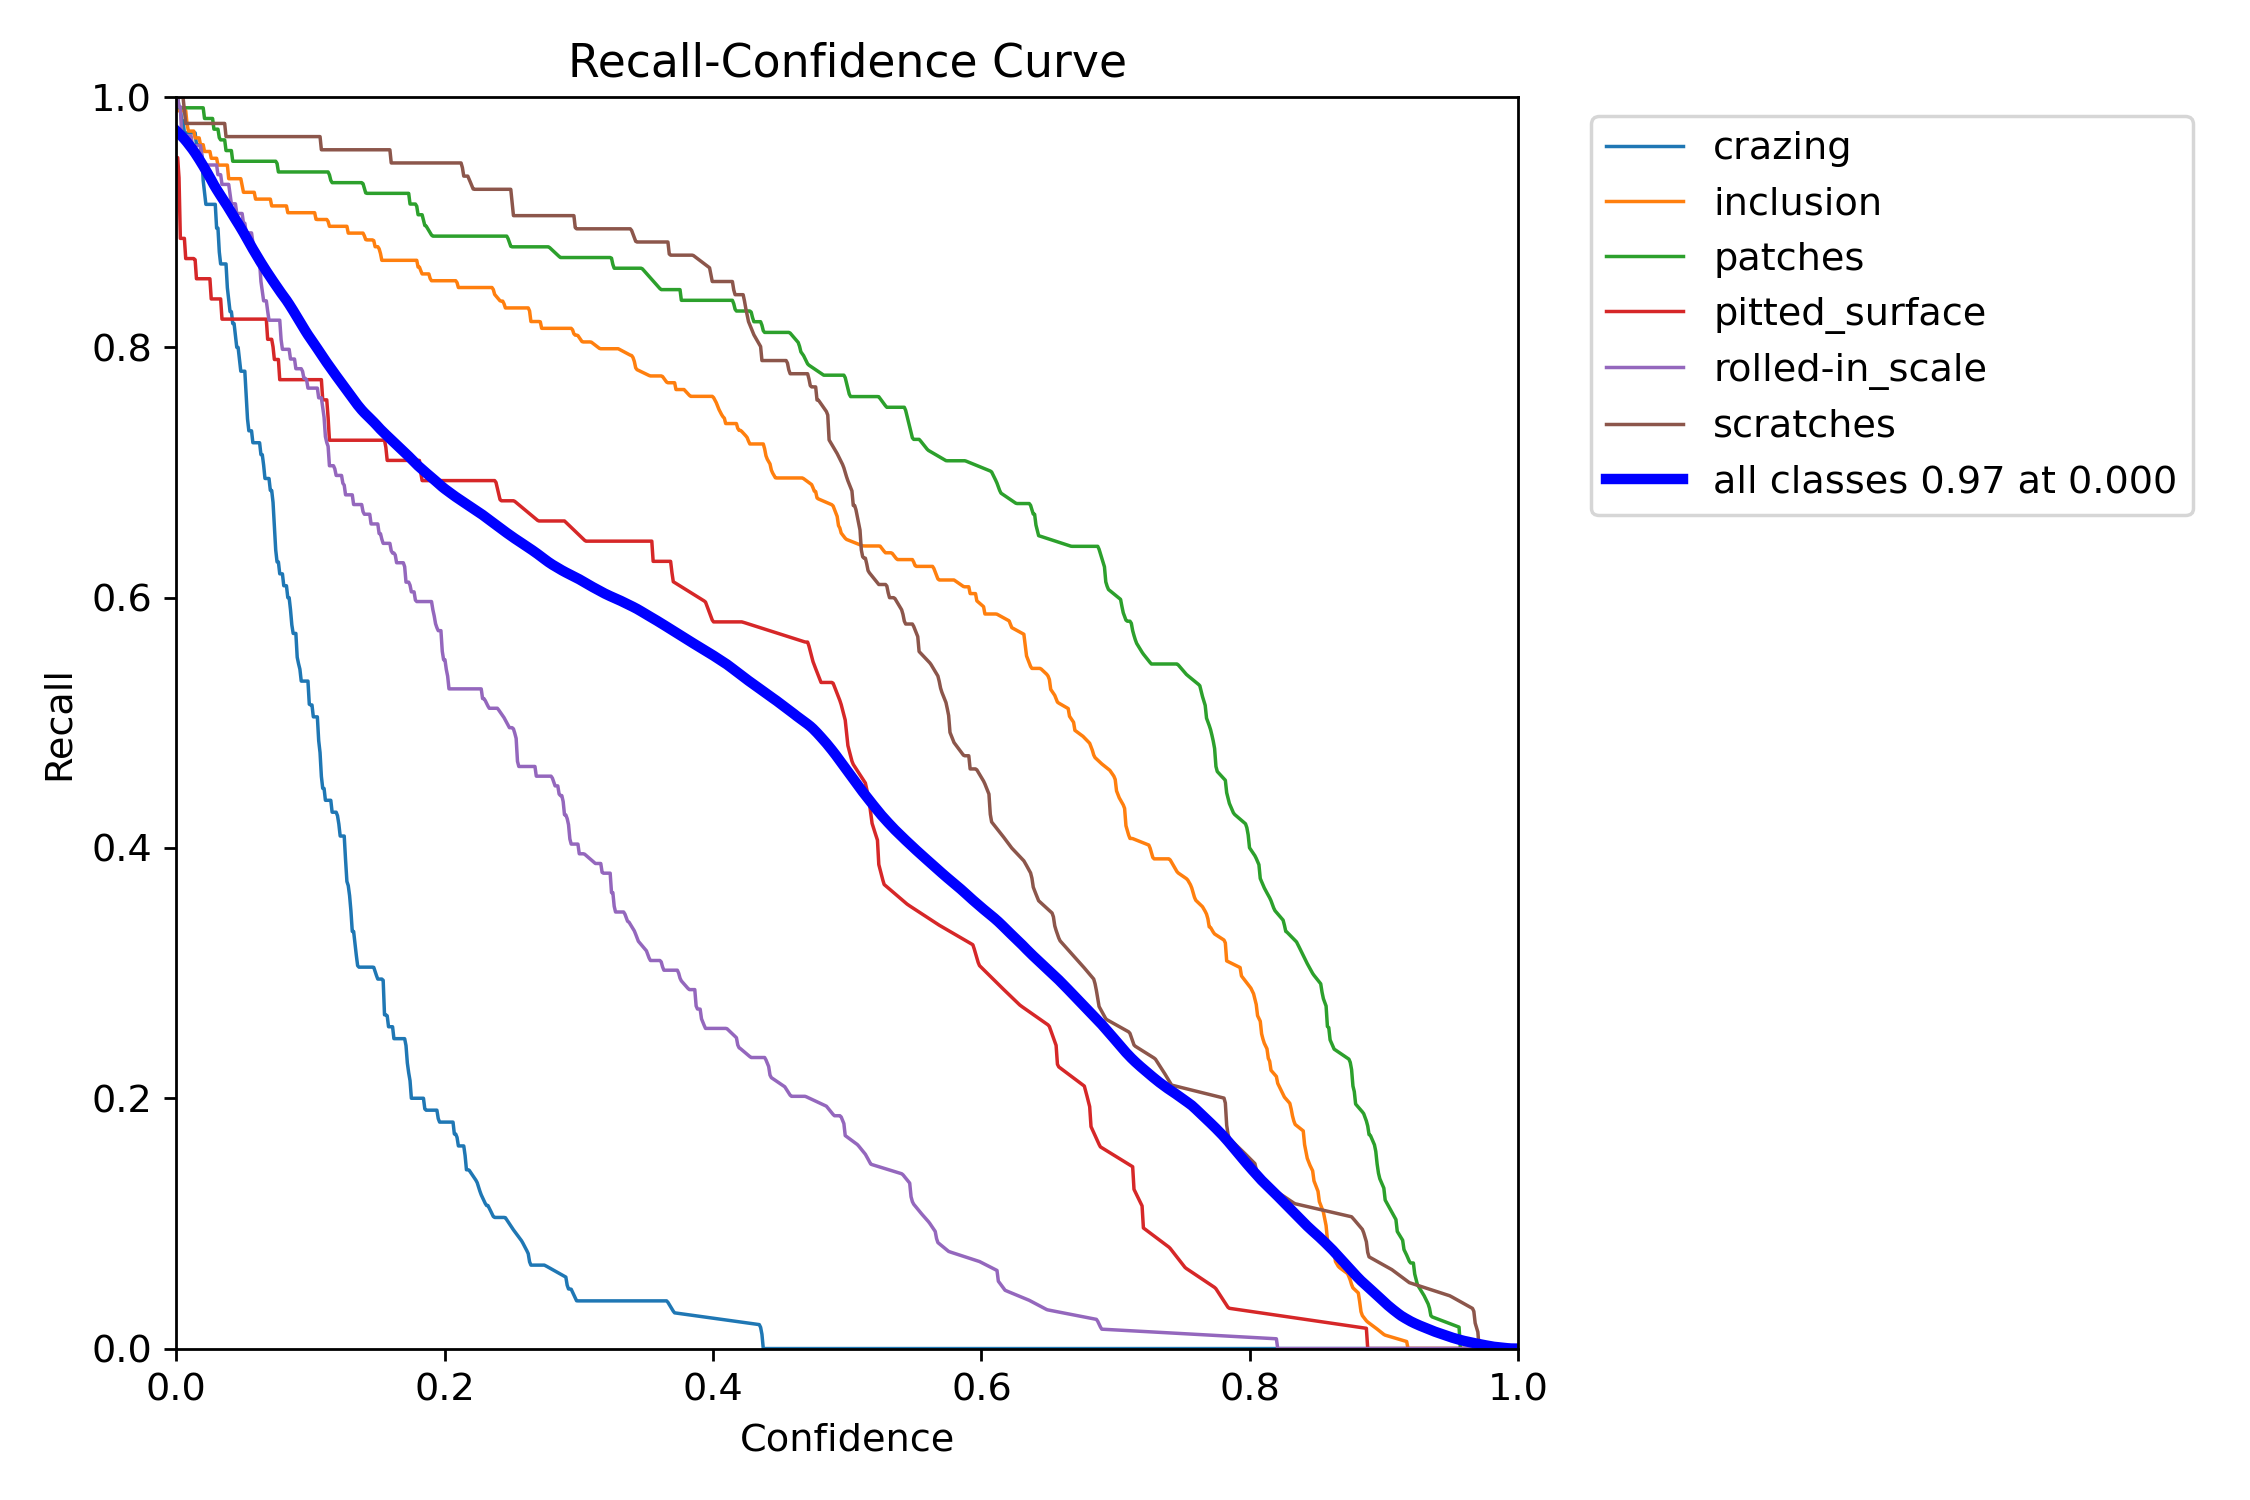 Recall-Confidence Curve
1.0
0.8
0.6
0.4
0.2
0.0
Recall
0.0 0.2 0.4 0.6 0.8 1.0
Confidence
crazing
inclusion
patches
pitted_surface
rolled-in_scale
scratches
all classes 0.97 at 0.000